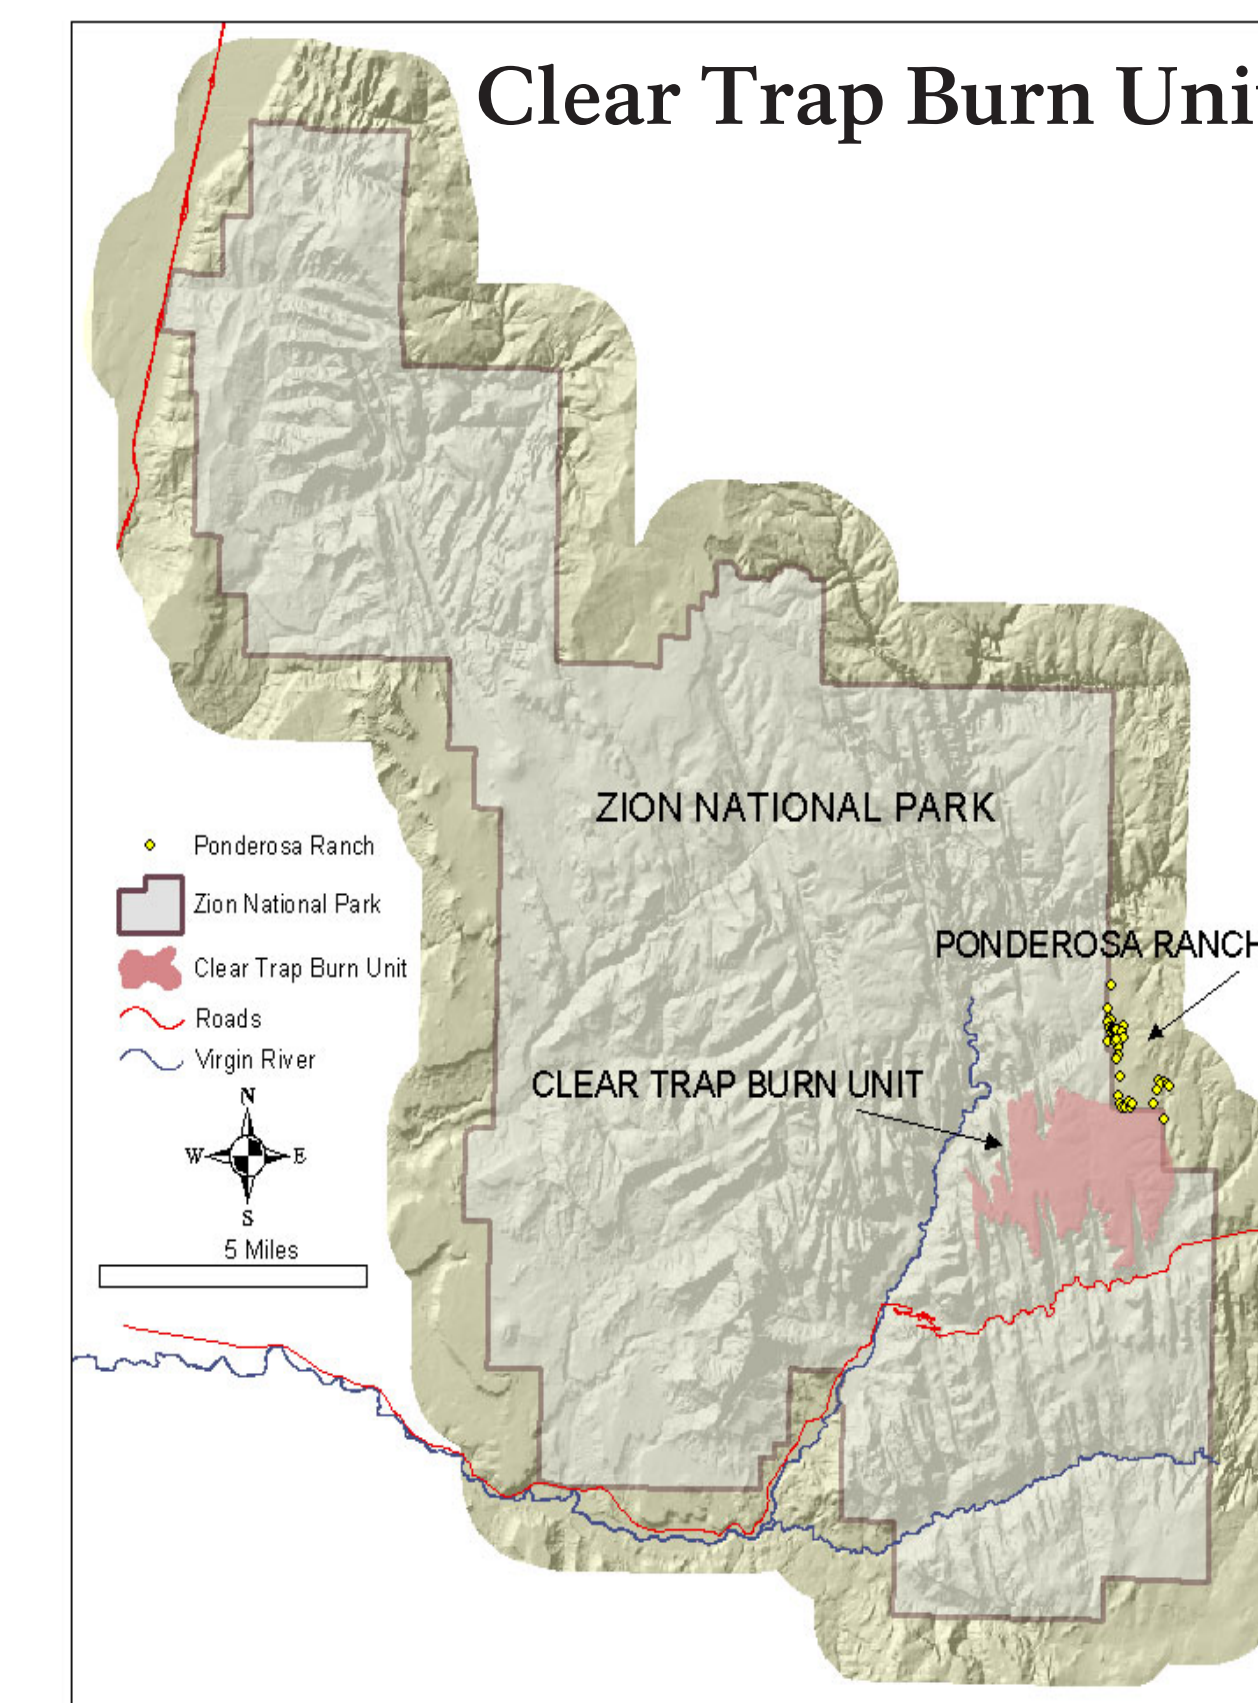 Clear Trap Burn Uni
ZION NATIONAL PARK
Ponderosa Ranch
Zion National Park
Clear Trap Burn Unit
Roads
Virgin River
PONDEROSA RANCH
CLEAR TRAP BURN UNIT
N
W E
S
5 Miles